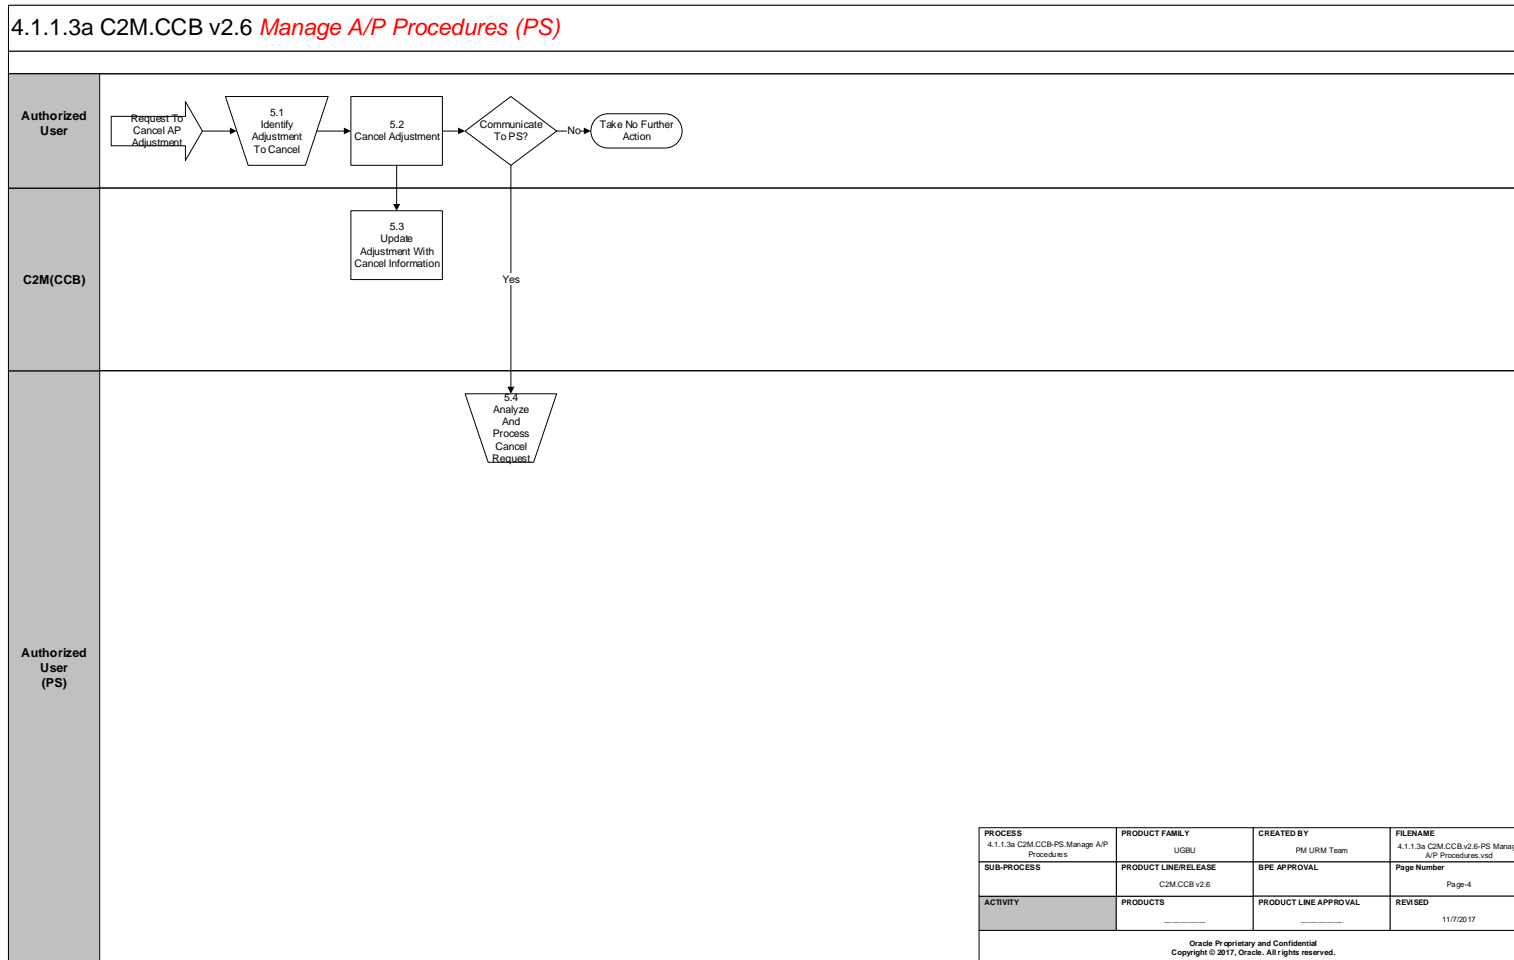 4.1.1.3a C2M.CCB v2.6 Manage A/P Procedures (PS)
Authorized
User
Request To
Cancel AP
Adjustment
5.1
Identify
Adjustment
To Cancel
5.2
Cancel Adjustment
Communicate
To PS?
No
Take No Further
Action
C2M(CCB)
5.3
Update
Adjustment With
Cancel Information
Yes
Authorized
User
(PS)
5.4
Analyze
And
Process
Cancel
Request
PROCESS
4.1.1.3a C2M.CCB-PS.Manage A/P
Procedures
PRODUCT FAMILY
UGBU
CREATED BY
PM URM Team
FILENAME
4.1.1.3a C2M.CCB.v2.6-PS Manag
A/P Procedures.vsd
SUB-PROCESS
PRODUCT LINE/RELEASE
C2M.CCB v2.6
BPE APPROVAL
Page Number
Page-4
ACTIVITY
PRODUCTS
PRODUCT LINE APPROVAL
REVISED
11/7/2017
Oracle Proprietary and Confidential
Copyright © 2017, Oracle. All rights reserved.